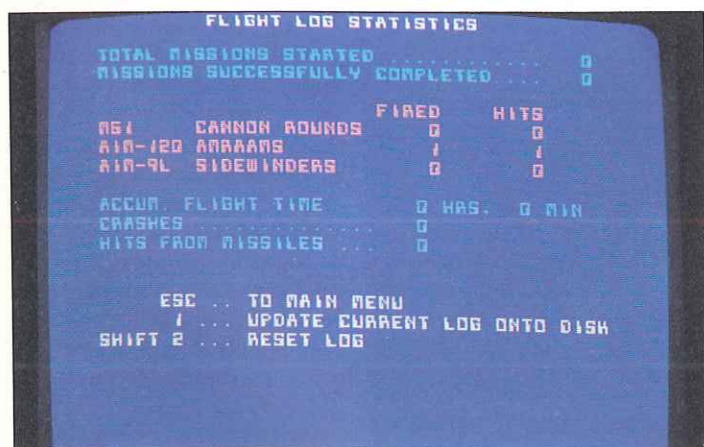 FLIGHT LOG STATISTICS
TOTAL MISSIONS STARTED ............. 0
MISSIONS SUCCESSFULLY COMPLETED ... 0
FIRED HITS
M61 CANNON ROUNDS 0 0
AIM-120 AMRAAMS 1 1
AIM-9L SIDEWINDERS 0 0
ACCUM. FLIGHT TIME 0 HRS. 0 MIN
CRASHES ............... 0
HITS FROM MISSILES ... 0
ESC .. TO MAIN MENU
1 ... UPDATE CURRENT LOG ONTO DISK
SHIFT 2 ... RESET LOG